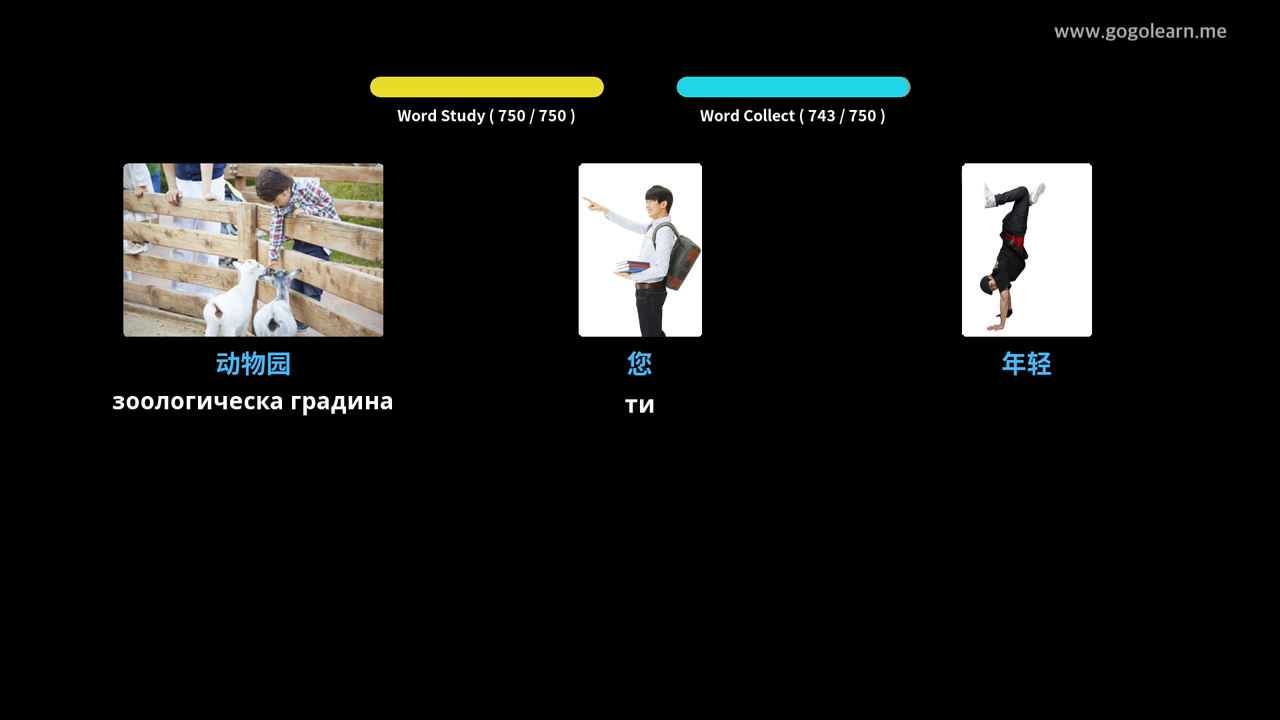 www.gogolearn.me
Word Study ( 750 / 750 )
Word Collect ( 743 / 750 )
动物园
您
年轻
зоологическа градина
ти